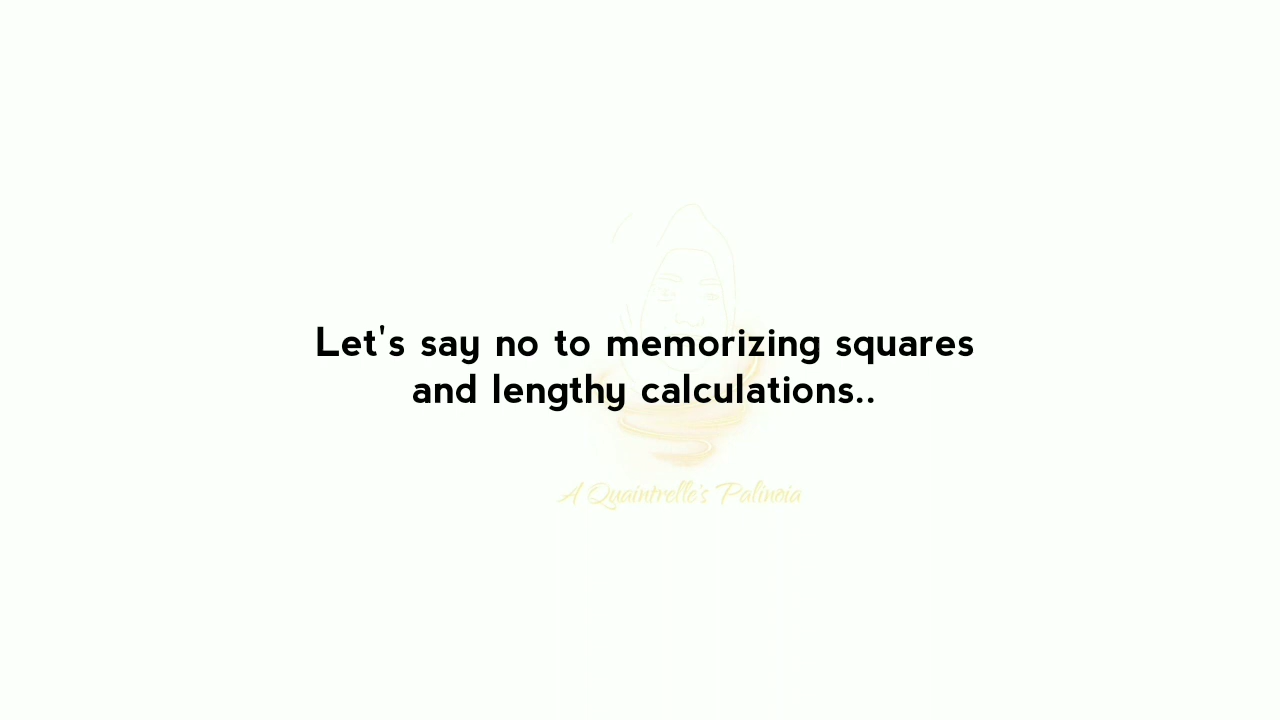 Let's say no to memorizing squares
and lengthy calculations..
A Quaintrelle's Palinoia